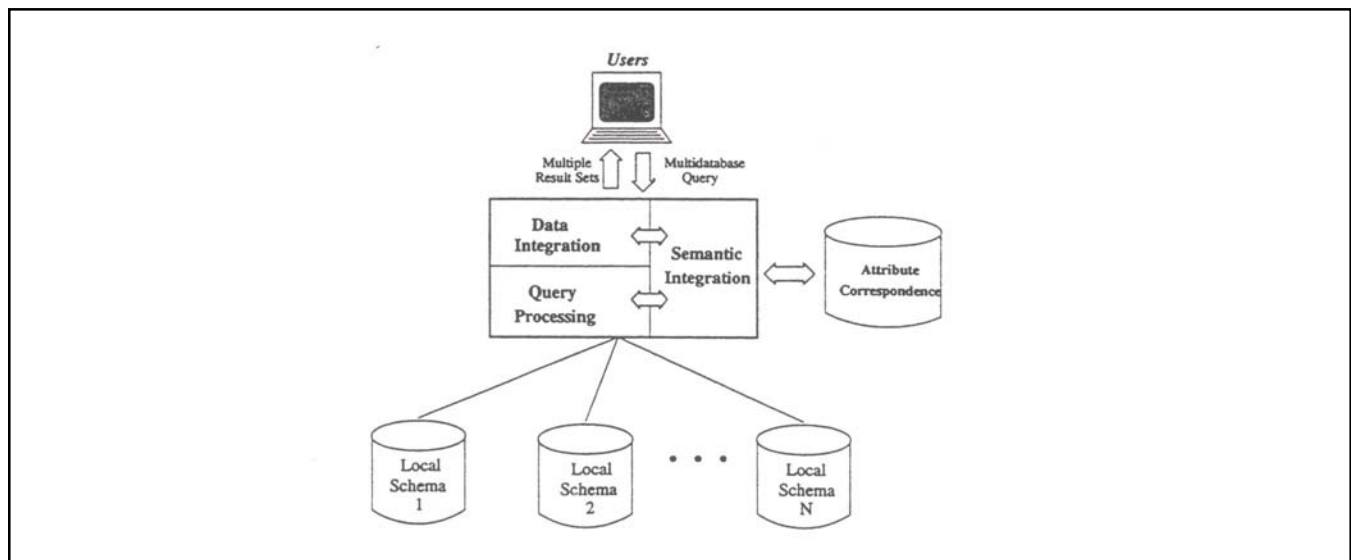 Users
Multiple
Result Sets
Multidatabase
Query
Data
Integration
Semantic
Integration
Query
Processing
Attribute
Correspondence
Local
Schema
1
Local
Schema
2
• • •
Local
Schema
N